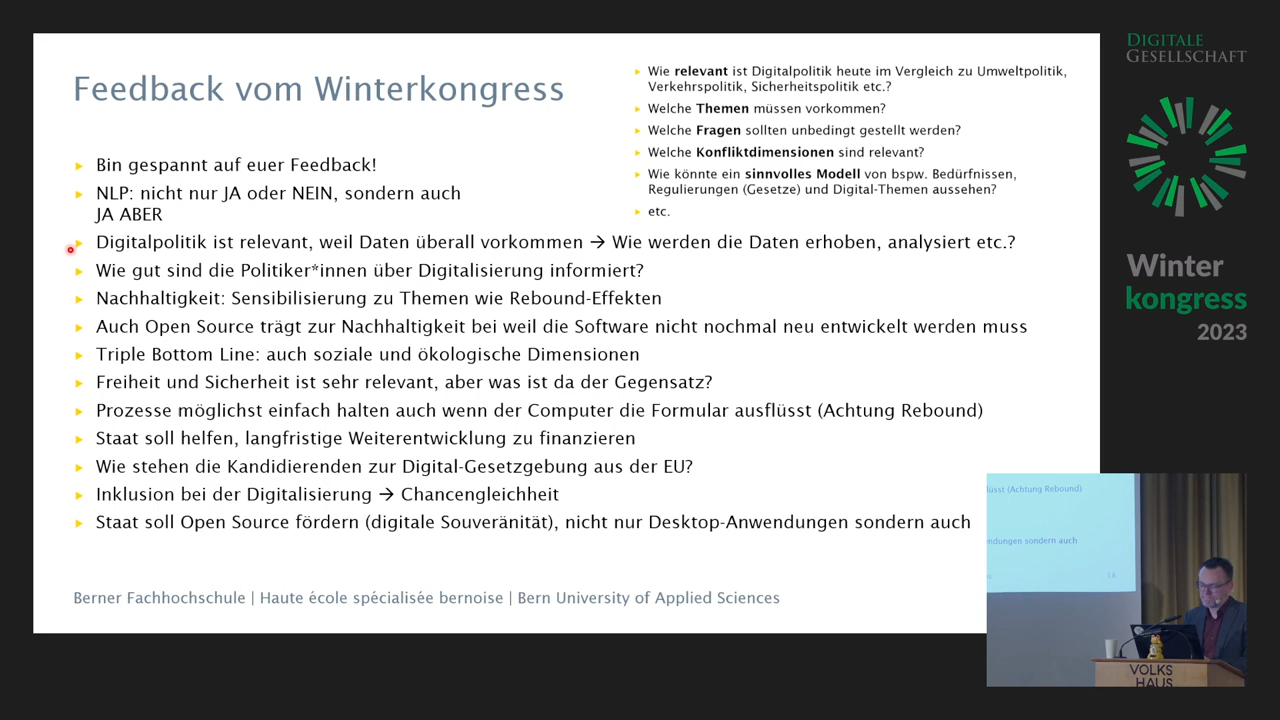 Feedback vom Winterkongress
Wie relevant ist Digitalpolitik heute im Vergleich zu Umweltpolitik,
Verkehrspolitik, Sicherheitspolitik etc.?
Welche Themen müssen vorkommen?
Welche Fragen sollten unbedingt gestellt werden?
Welche Konfliktdimensionen sind relevant?
Wie könnte ein sinnvolles Modell von bspw. Bedürfnissen,
Regulierungen (Gesetze) und Digital-Themen aussehen?
etc.
Bin gespannt auf euer Feedback!
NLP: nicht nur JA oder NEIN, sondern auch
JA ABER
Digitalpolitik ist relevant, weil Daten überall vorkommen → Wie werden die Daten erhoben, analysiert etc.?
Wie gut sind die Politiker*innen über Digitalisierung informiert?
Nachhaltigkeit: Sensibilisierung zu Themen wie Rebound-Effekten
Auch Open Source trägt zur Nachhaltigkeit bei weil die Software nicht nochmal neu entwickelt werden muss
Triple Bottom Line: auch soziale und ökologische Dimensionen
Freiheit und Sicherheit ist sehr relevant, aber was ist da der Gegensatz?
Prozesse möglichst einfach halten auch wenn der Computer die Formular ausflüsst (Achtung Rebound)
Staat soll helfen, langfristige Weiterentwicklung zu finanzieren
Wie stehen die Kandidierenden zur Digital-Gesetzgebung aus der EU?
Inklusion bei der Digitalisierung → Chancengleichheit
Staat soll Open Source fördern (digitale Souveränität), nicht nur Desktop-Anwendungen sondern auch
Berner Fachhochschule | Haute école spécialisée bernoise | Bern University of Applied Sciences
DIGITALE
GESELLSCHAFT
Winter
kongress
2023
(Achtung Rebound)
ndungen sondern auch
VOLKS
HAUS